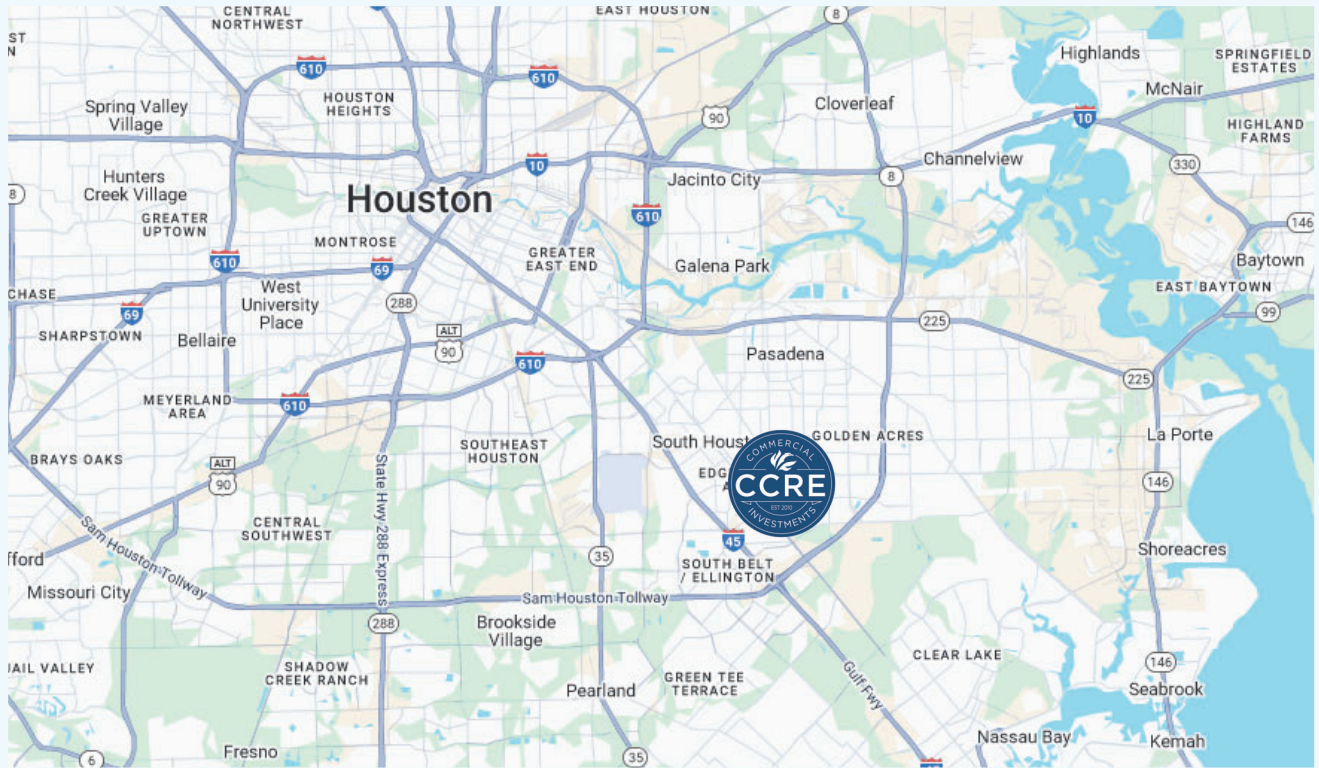 CENTRAL
NORTHWEST
EAST HOUSTON
8
Highlands
SPRINGFIELD
ESTATES
610
610
HOUSTON
HEIGHTS
Spring Valley
Village
90
Cloverleaf
McNair
10
HIGHLAND
FARMS
Hunters
Creek Village
10
Jacinto City
Channelview
330
8
8
Houston
GREATER
UPTOWN
MONTROSE
610
146
610
69
GREATER
EAST END
Galena Park
Baytown
CHASE
West
University
Place
288
EAST BAYTOWN
69
99
SHARPSTOWN
Bellaire
ALT
90
225
Pasadena
610
225
MEYERLAND
AREA
610
SOUTHEAST
HOUSTON
South Houst
GOLDEN ACRES
La Porte
BRAYS OAKS
ALT
90
State Hwy 288 Express
EDG
A
COMMERCIAL
CCRE
EST 2010
INVESTMENTS
146
CENTRAL
SOUTHWEST
Sam Houston Tollway
45
35
SOUTH BELT
/ ELLINGTON
Shoreacres
fford
Missouri City
Sam Houston Tollway
288
Brookside
Village
CLEAR LAKE
SHADOW
CREEK RANCH
GREEN TEE
TERRACE
Gulf Fwy
146
Pearland
Seabrook
Fresno
6
35
Nassau Bay
Kemah